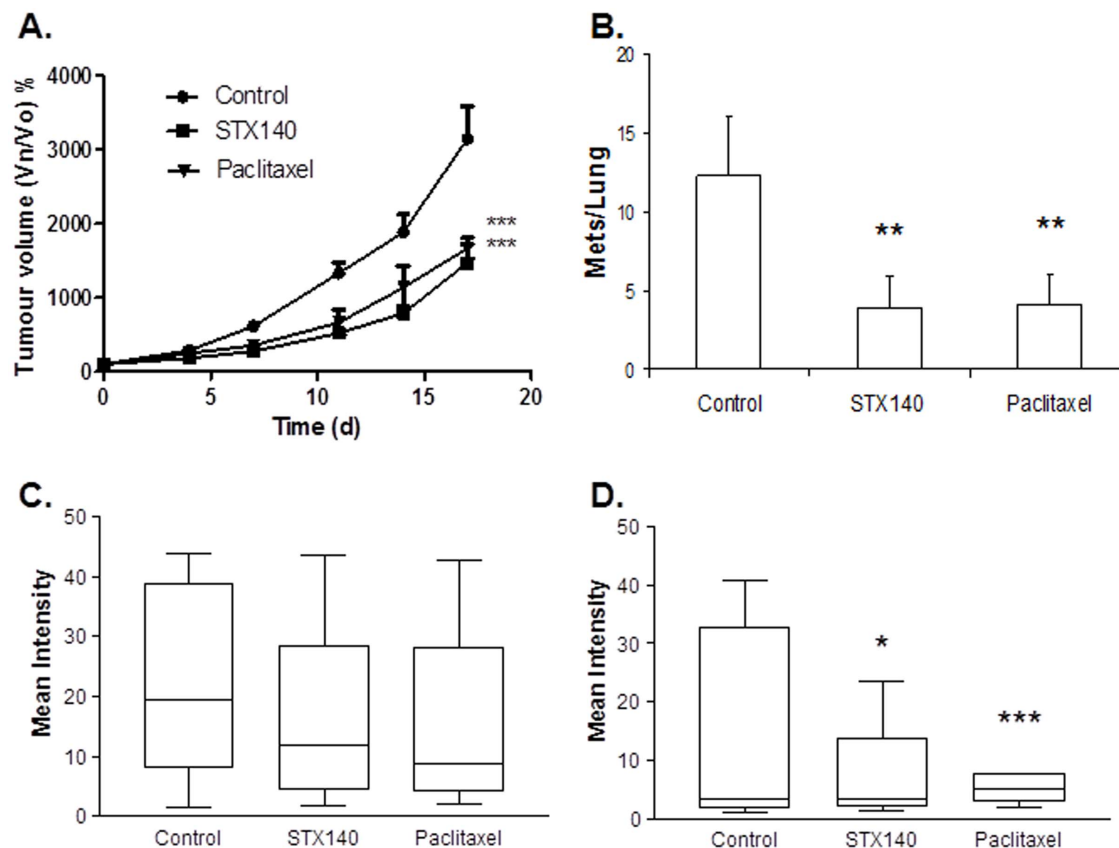 A.
Tumour volume (Vn/Vo) %
4000
3000
2000
1000
0
Control
STX140
Paclitaxel
***
***
0 5 10 15 20
Time (d)
B.
Mets/Lung
20
15
10
5
0
**
**
Control STX140 Paclitaxel
C.
Mean Intensity
50
40
30
20
10
0
Control STX140 Paclitaxel
D.
Mean Intensity
50
40
30
20
10
0
*
***
Control STX140 Paclitaxel